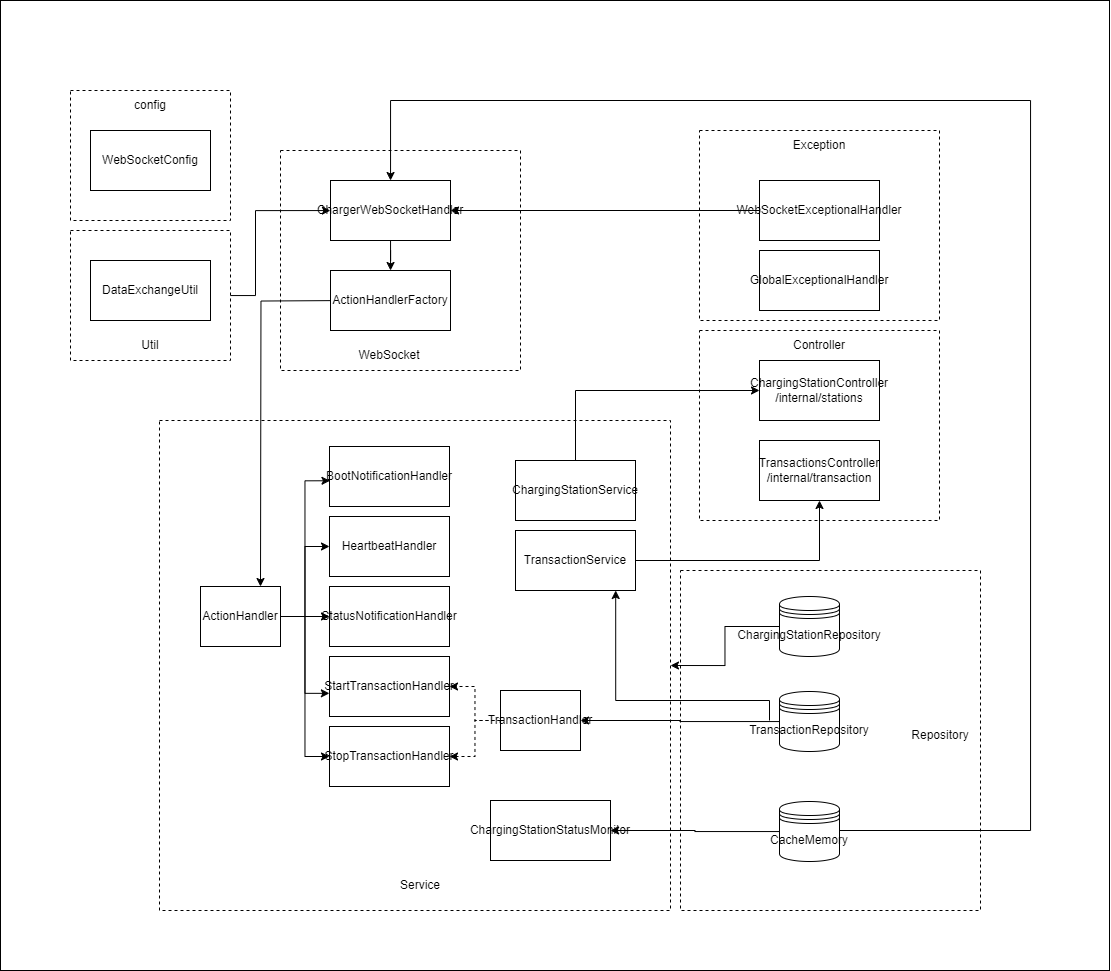 config
WebSocketConfig
DataExchangeUtil
Util
ChargerWebSocketHandler
ActionHandlerFactory
WebSocket
Exception
WebSocketExceptionalHandler
GlobalExceptionalHandler
Controller
ChargingStationController
/internal/stations
TransactionsController
/internal/transaction
BootNotificationHandler
HeartbeatHandler
ActionHandler
StatusNotificationHandler
StartTransactionHandler
StopTransactionHandler
ChargingStationService
TransactionService
TransactionHandler
ChargingStationStatusMonitor
Service
ChargingStationRepository
TransactionRepository
Repository
CacheMemory